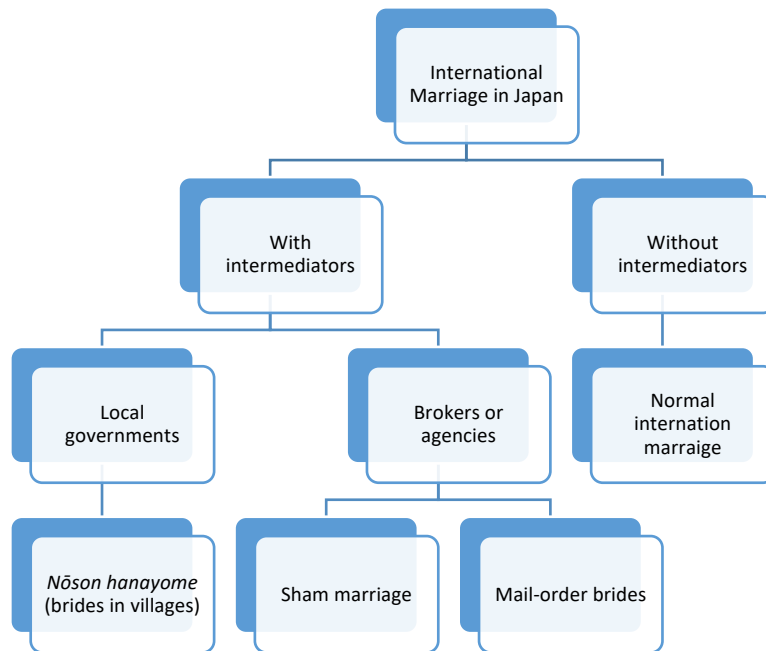 International
Marriage in Japan
With
intermediators
Without
intermediators
Local
governments
Brokers or
agencies
Normal
internation
marraige
Nōson hanayome
(brides in villages)
Sham marriage
Mail-order brides